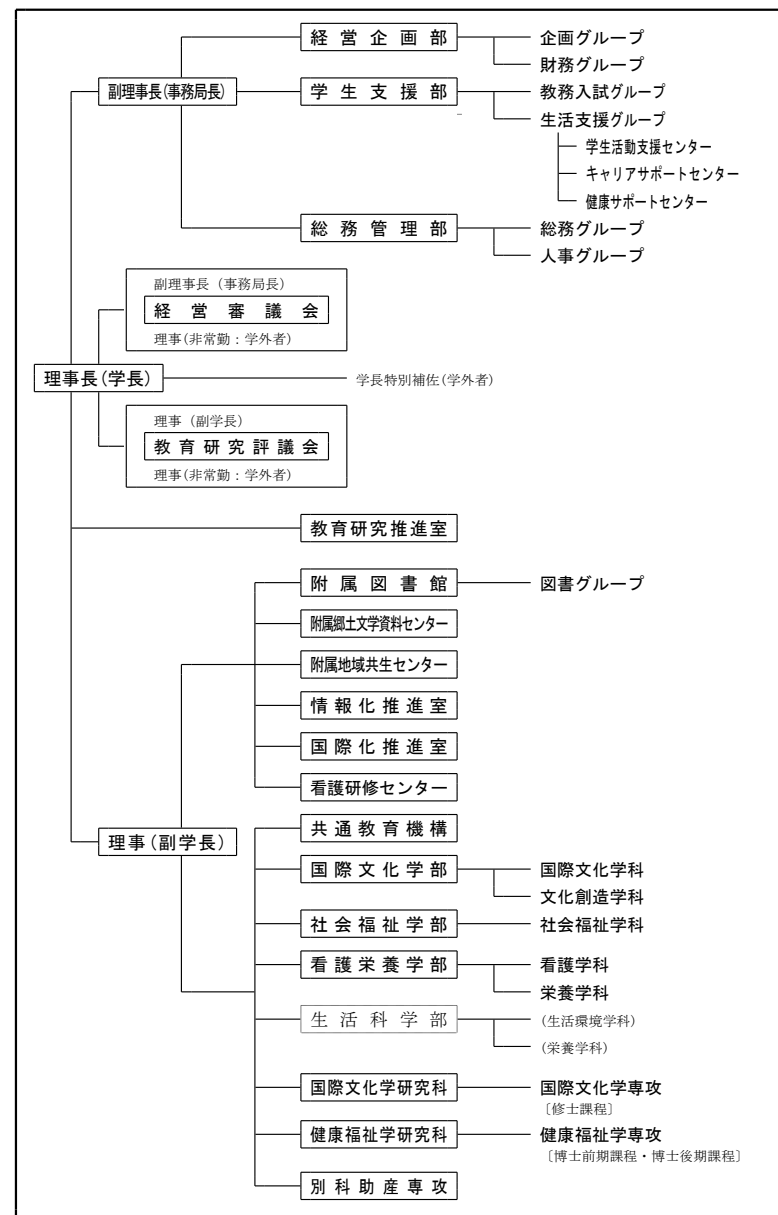 経営企画部 企画グループ
財務グループ
副理事長(事務局長) 学生支援部 教務入試グループ
生活支援グループ
学生活動支援センター
キャリアサポートセンター
健康サポートセンター
総務管理部 総務グループ
人事グループ
副理事長(事務局長)
経営審議会
理事(非常勤：学外者)
理事長(学長) 学長特別補佐(学外者)
理事(副学長)
教育研究評議会
理事(非常勤：学外者)
教育研究推進室
附属図書館 図書グループ
附属郷土文学資料センター
附属地域共生センター
情報化推進室
国際化推進室
看護研修センター
理事(副学長) 共通教育機構
国際文化学部 国際文化学科
文化創造学科
社会福祉学部 社会福祉学科
看護栄養学部 看護学科
栄養学科
生活科学部 (生活環境学科)
(栄養学科)
国際文化学研究科 国際文化学専攻
〔修士課程〕
健康福祉学研究科 健康福祉学専攻
〔博士前期課程・博士後期課程〕
別科助産専攻